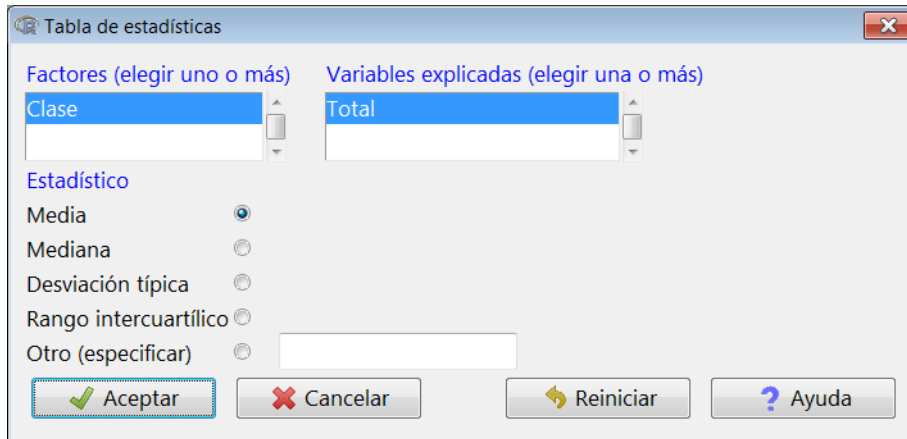 Tabla de estadísticas
Factores (elegir uno o más) Variables explicadas (elegir una o más)
Clase Total
Estadístico
Media
Mediana
Desviación típica
Rango intercuartílico
Otro (especificar)
Aceptar Cancelar Reiniciar ? Ayuda